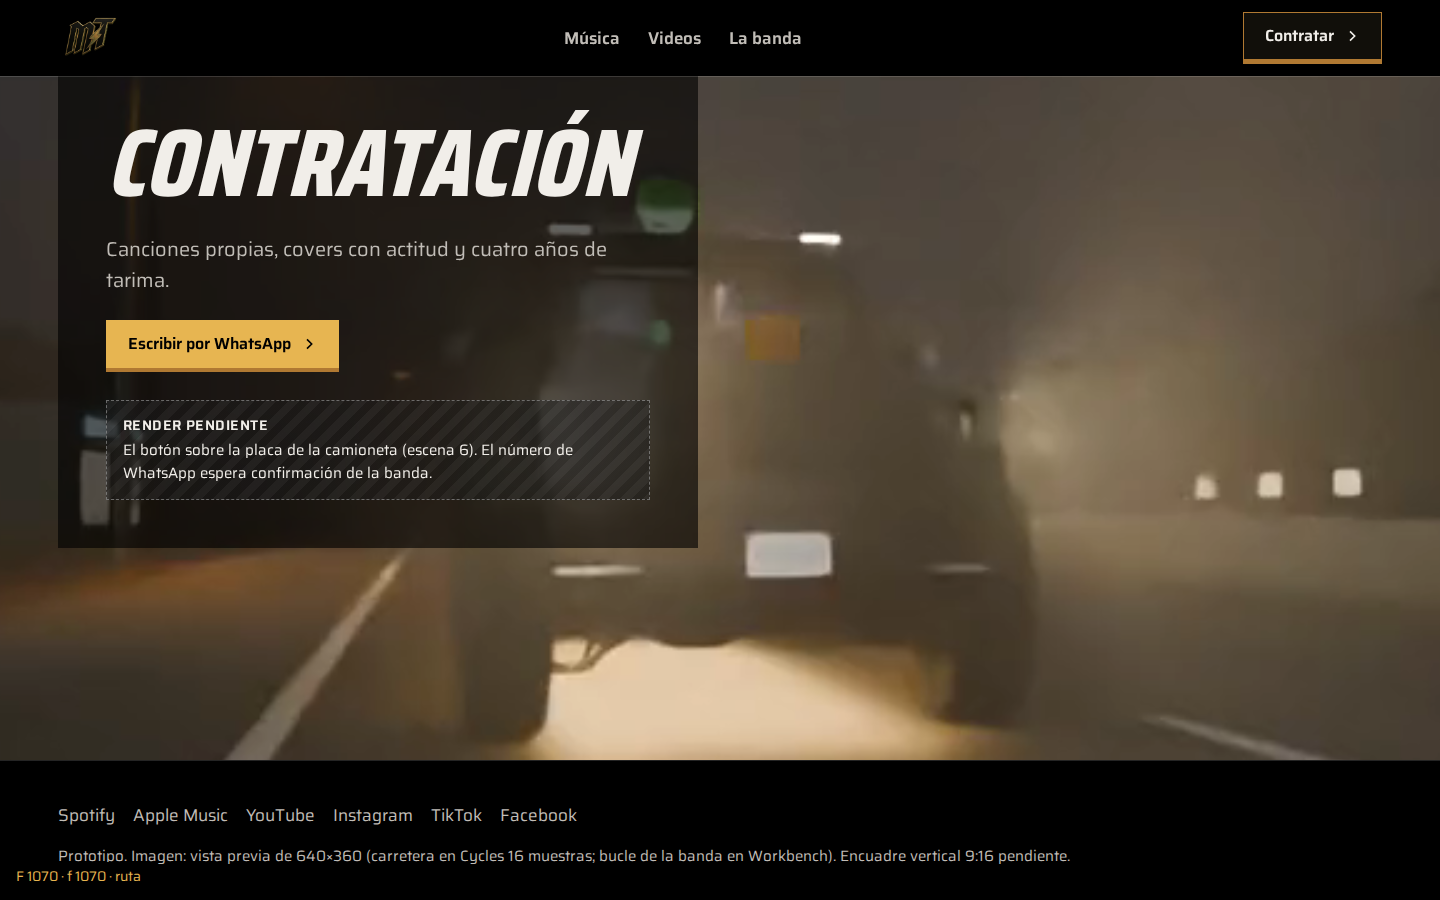 MT
Música Videos La banda
Contratar
CONTRATACIÓN
Canciones propias, covers con actitud y cuatro años de
tarima.
Escribir por WhatsApp
RENDER PENDIENTE
El botón sobre la placa de la camioneta (escena 6). El número de
WhatsApp espera confirmación de la banda.
Spotify Apple Music YouTube Instagram TikTok Facebook
Prototipo. Imagen: vista previa de 640×360 (carretera en Cycles 16 muestras; bucle de la banda en Workbench). Encuadre vertical 9:16 pendiente.
F 1070 · f 1070 · ruta